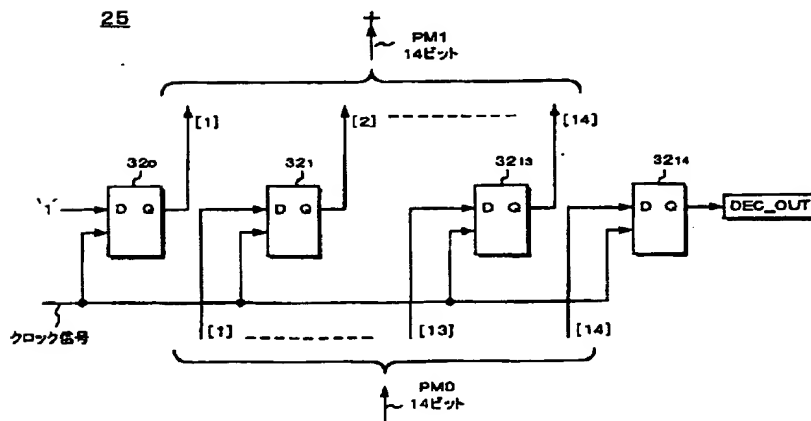 25
PM1
14ビット
[1]
[2]
[14]
32₀
32₁
32₁₃
32₁₄
'1'
D Q
D Q
D Q
D Q
DEC_OUT
クロック信号
[1]
[13]
[14]
PM0
14ビット